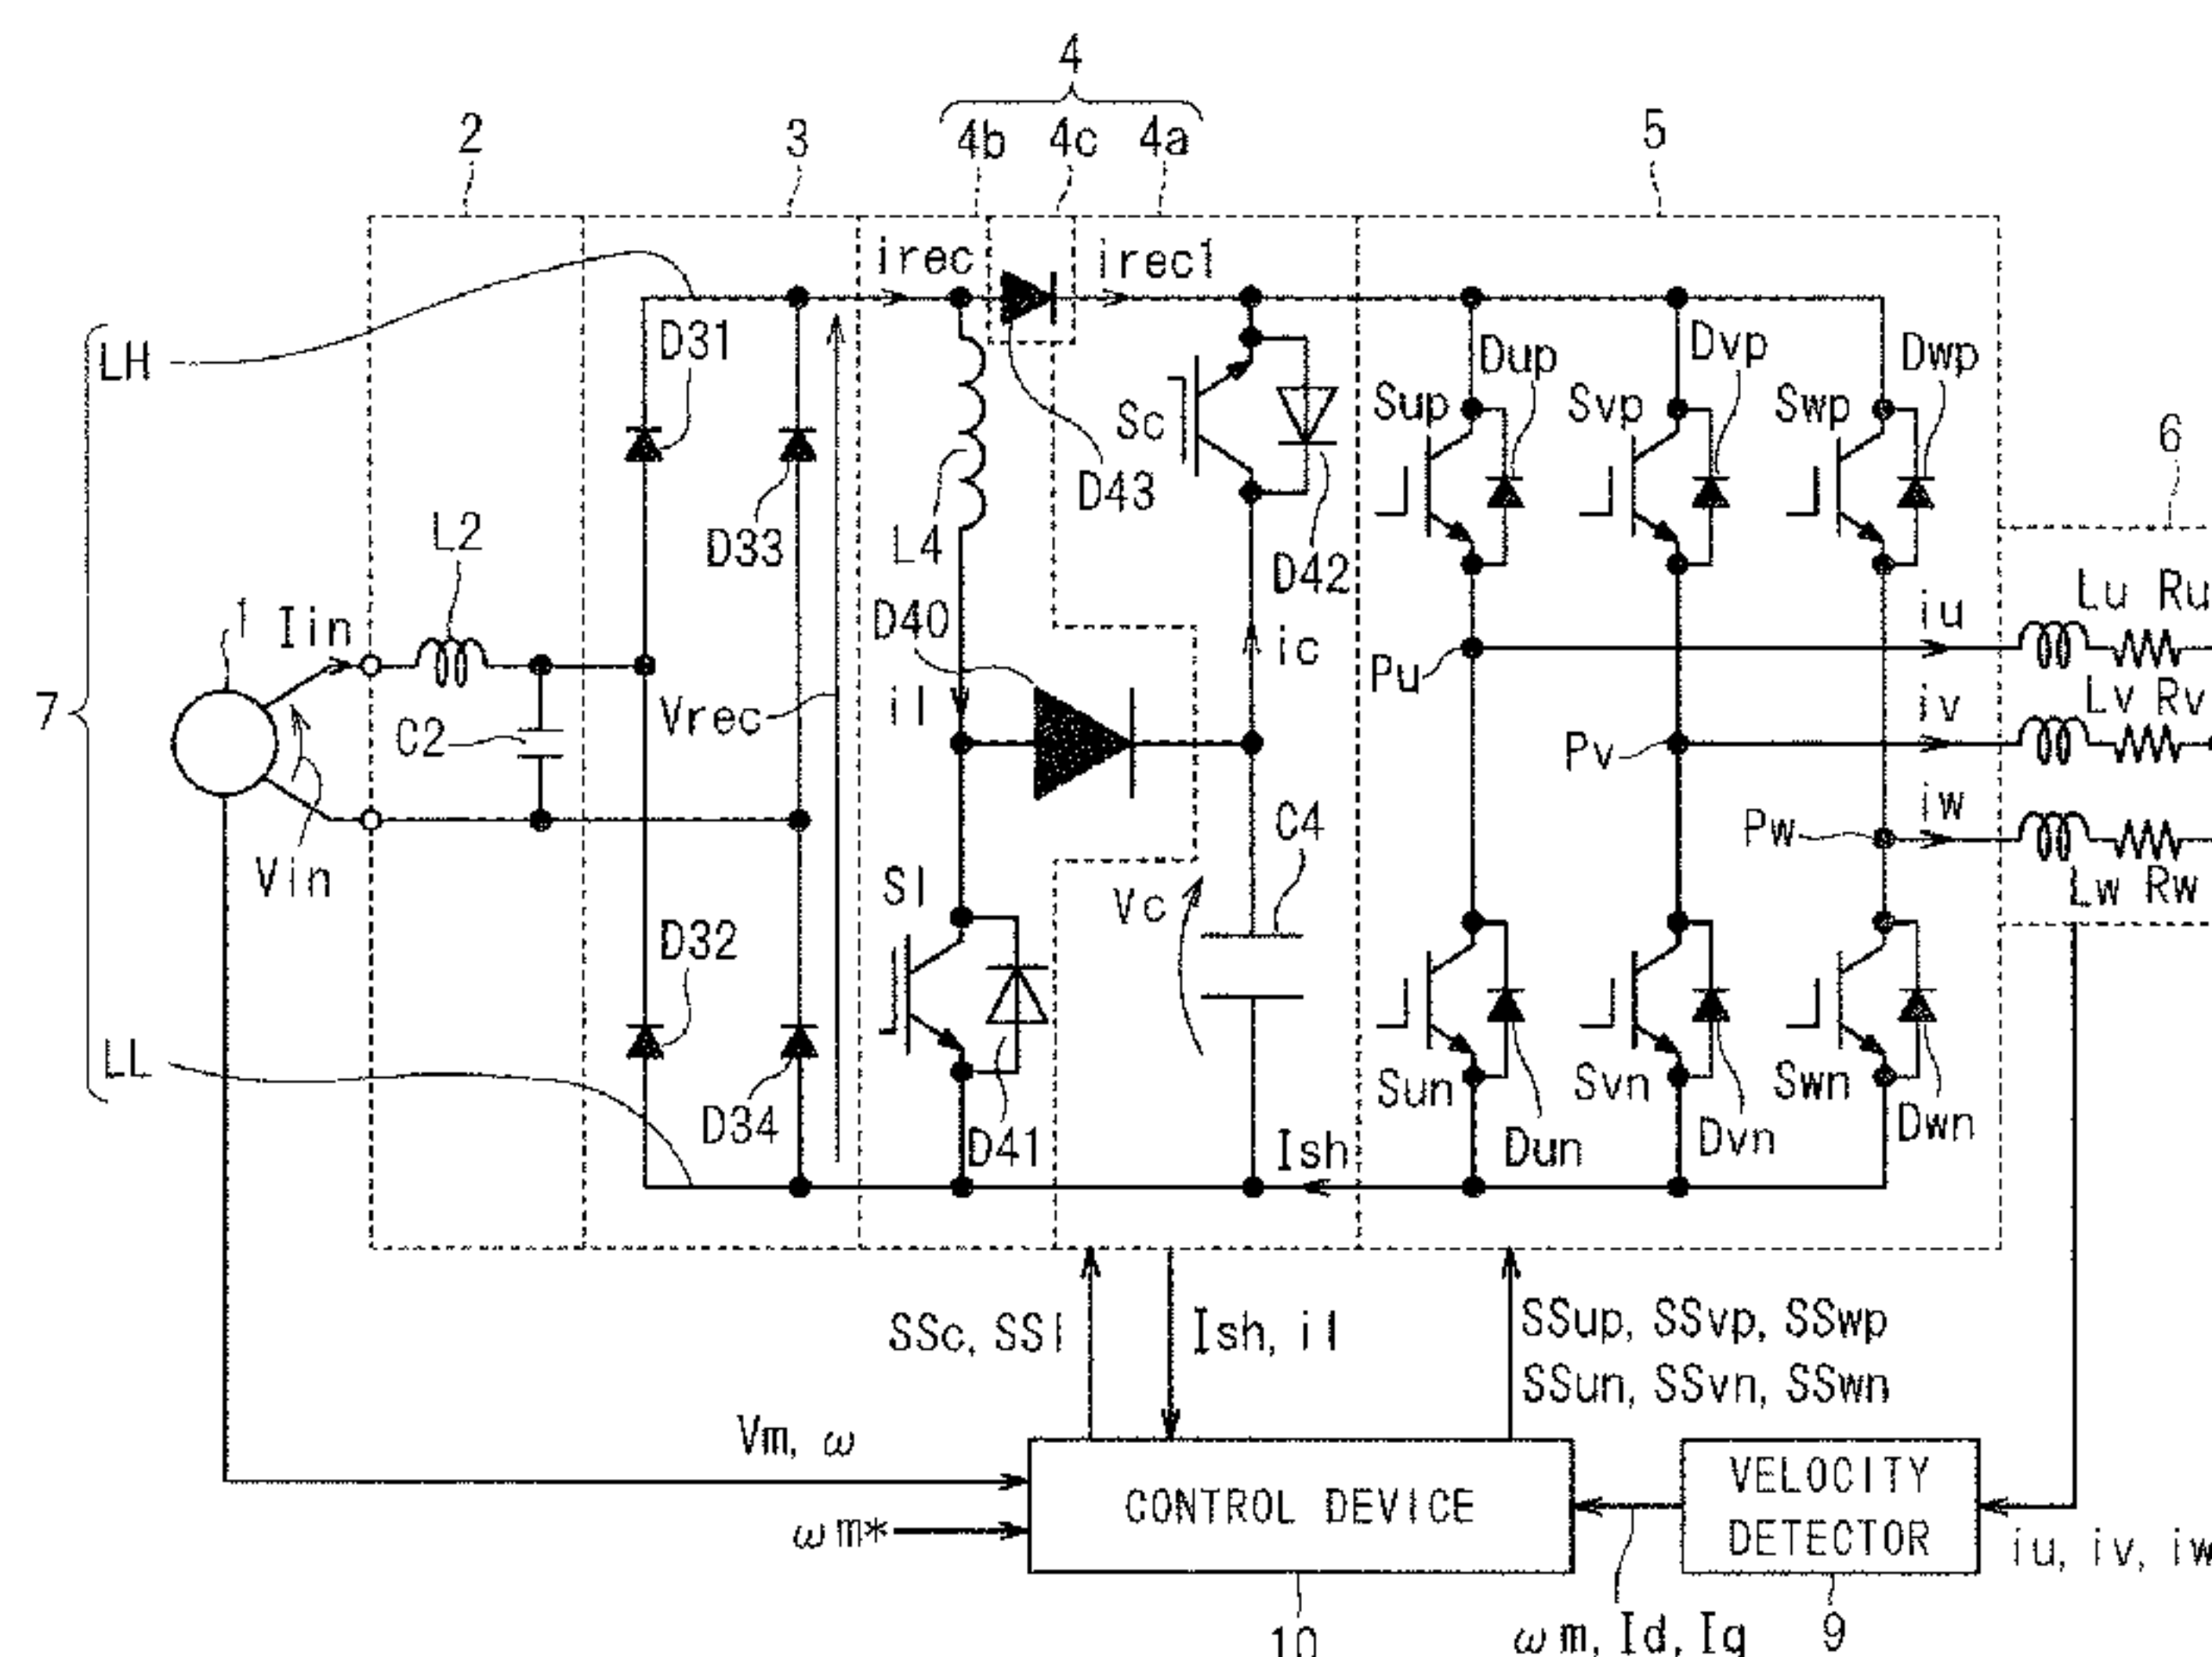 4
2
3
4b 4c 4a
5
irec
irec1
LH
D31
Dup
Dvp
Dwp
Sup
Svp
Swp
Sc
6
D43
L2
D33
L4
D42
Lu Ru
1
Iin
D40
ic
iu
Pu
7
Vrec
il
C2
iv
Lv Rv
Pv
C4
iw
Pw
Vin
Sl
Vc
Lw Rw
D32
LL
D34
Sun
Svn
Swn
D41
Ish
Dun
Dvn
Dwn
SSc, SSl
Ish, il
SSup, SSvp, SSwp
SSun, SSvn, SSwn
Vm, ω
ωm*
CONTROL DEVICE
VELOCITY
DETECTOR
iu, iv, iw
10
ωm, Id, Iq
9